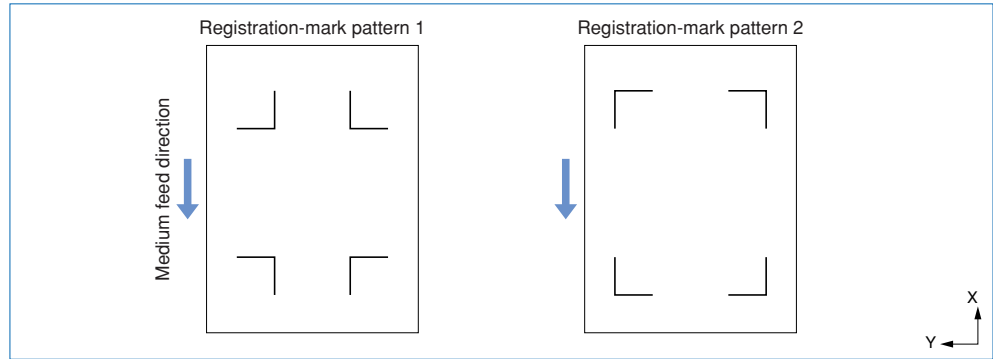 Registration-mark pattern 1
Registration-mark pattern 2
Medium feed direction
X
Y